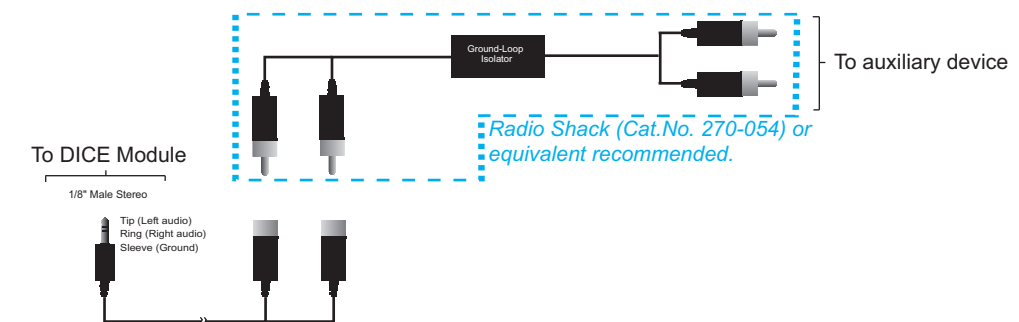 Ground-Loop
Isolator
To auxiliary device
Radio Shack (Cat.No. 270-054) or
equivalent recommended.
To DICE Module
1/8" Male Stereo
Tip (Left audio)
Ring (Right audio)
Sleeve (Ground)